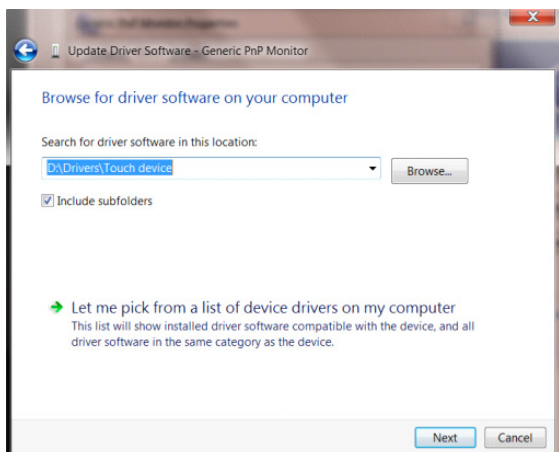 Update Driver Software - Generic PnP Monitor
Browse for driver software on your computer
Search for driver software in this location:
D:\Drivers\Touch device
Browse...
Include subfolders
Let me pick from a list of device drivers on my computer
This list will show installed driver software compatible with the device, and all
driver software in the same category as the device.
Next
Cancel